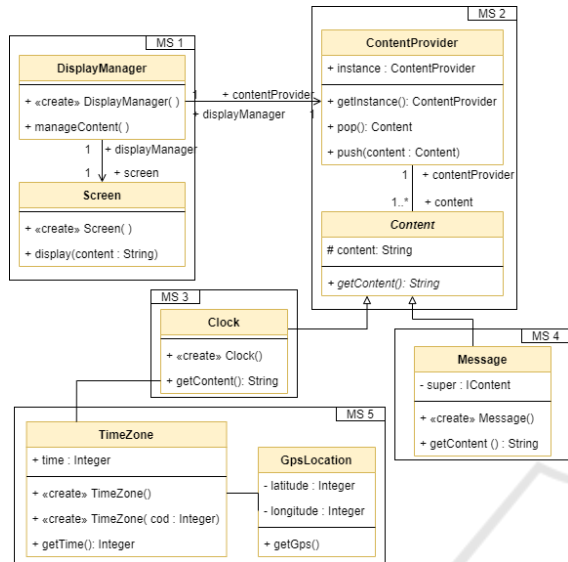 MS 1
DisplayManager
+ «create» DisplayManager( )
+ manageContent( )
1
+ contentProvider
+ displayManager
1
+ displayManager
1
1
+ screen
Screen
+ «create» Screen( )
+ display(content : String)
MS 2
ContentProvider
+ instance : ContentProvider
+ getInstance(): ContentProvider
+ pop(): Content
+ push(content : Content)
1
+ contentProvider
1..*
+ content
Content
# content: String
+ getContent(): String
MS 3
Clock
+ «create» Clock()
+ getContent(): String
MS 4
Message
- super : IContent
+ «create» Message()
+ getContent () : String
MS 5
TimeZone
+ time : Integer
+ «create» TimeZone()
+ «create» TimeZone( cod : Integer)
+ getTime(): Integer
GpsLocation
- latitude : Integer
- longitude : Integer
+ getGps()